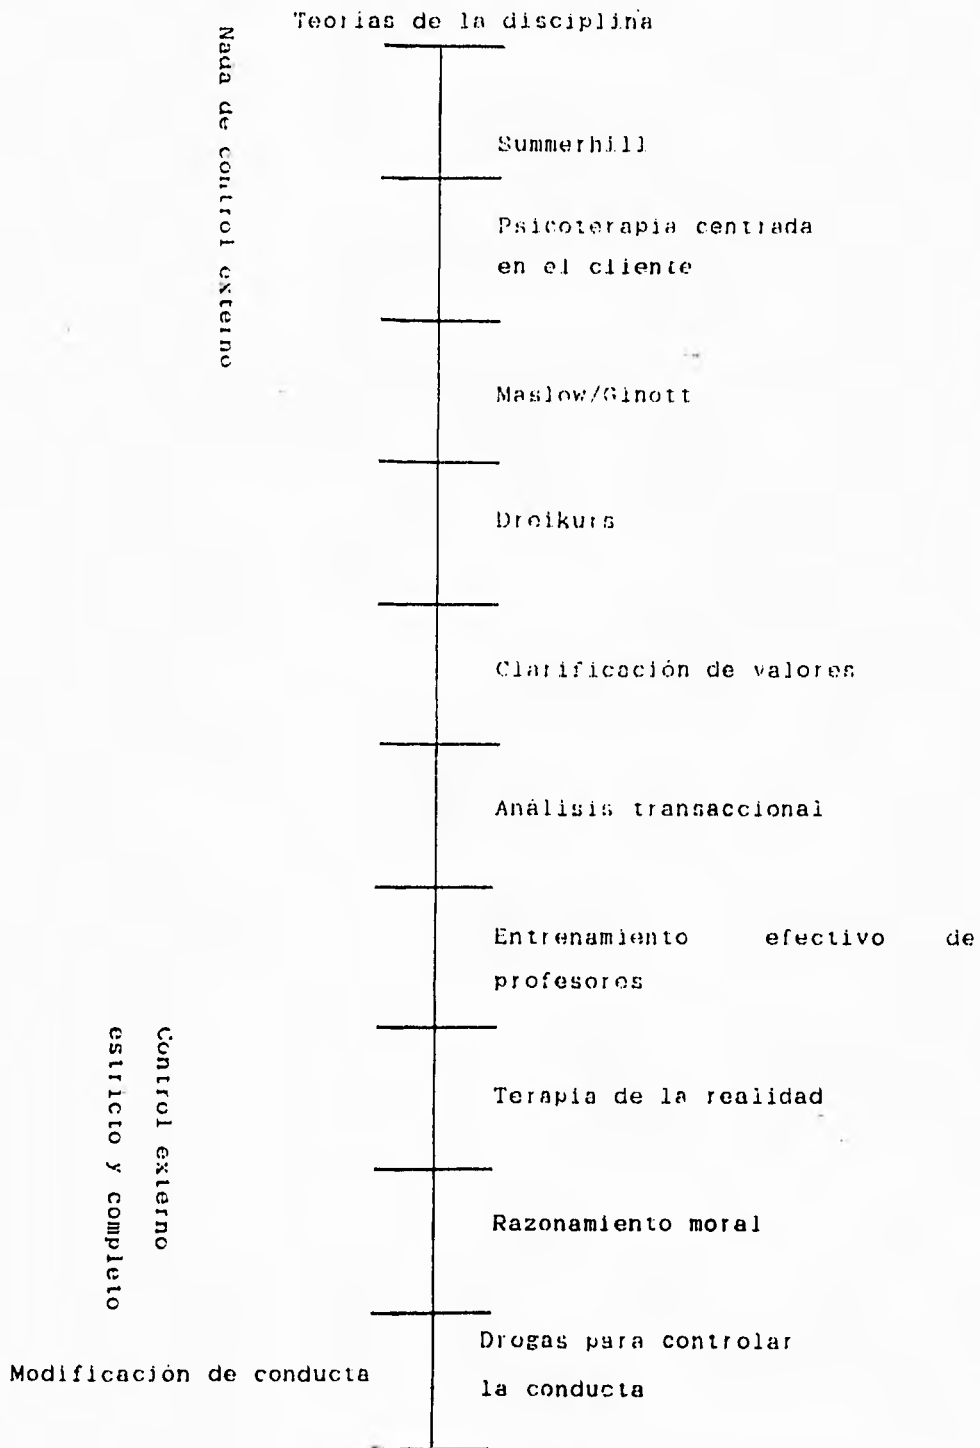 Teorias de la disciplina
Nada de control externo
Summerhill
Psicoterapia centrada
en el cliente
Maslow/Ginott
Dreikurs
Clarificación de valores
Análisis transaccional
Entrenamiento efectivo de
profesores
Control externo
estricto y completo
Terapia de la realidad
Razonamiento moral
Drogas para controlar
la conducta
Modificación de conducta